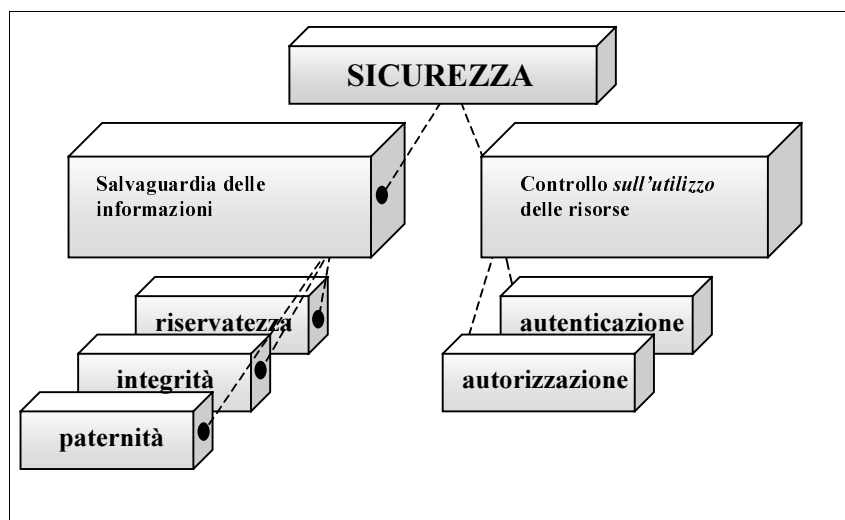 SICUREZZA
Salvaguardia delle
informazioni
Controllo sull'utilizzo
delle risorse
riservatezza
integrità
paternità
autenticazione
autorizzazione